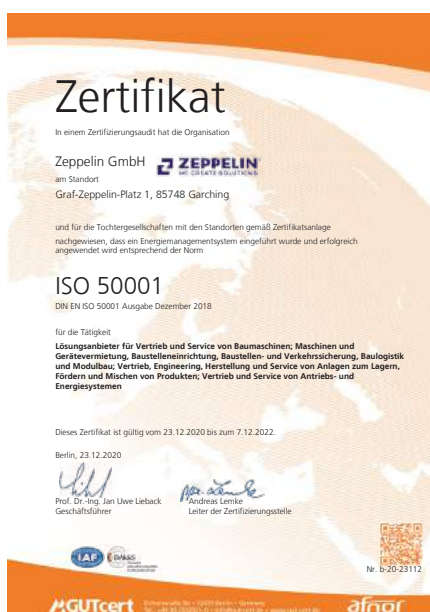 Zertifikat
In einem Zertifizierungsaudit hat die Organisation
Zeppelin GmbH ZEPPELIN
WE CREATE SOLUTIONS
am Standort
Graf-Zeppelin-Platz 1, 85748 Garching
und für die Tochtergesellschaften mit den Standorten gemäß Zertifikatsanlage
nachgewiesen, dass ein Energiemanagementsystem eingeführt wurde und erfolgreich
angewendet wird entsprechend der Norm
ISO 50001
DIN EN ISO 50001 Ausgabe Dezember 2018
für die Tätigkeit
Lösungsanbieter für Vertrieb und Service von Baumaschinen; Maschinen und
Gerätevermietung, Baustelleneinrichtung, Baustellen- und Verkehrssicherung, Baulogistik
und Modulbau; Vertrieb, Engineering, Herstellung und Service von Anlagen zum Lagern,
Fördern und Mischen von Produkten; Vertrieb und Service von Antriebs- und
Energiesystemen
Dieses Zertifikat ist gültig vom 23.12.2020 bis zum 7.12.2022.
Berlin, 23.12.2020
Prof. Dr.-Ing. Jan Uwe Lieback Andreas Lemke
Geschäftsführer Leiter der Zertifizierungsstelle
IAF DAkkS
Nr. b-20-23112
GUTcert
afnor